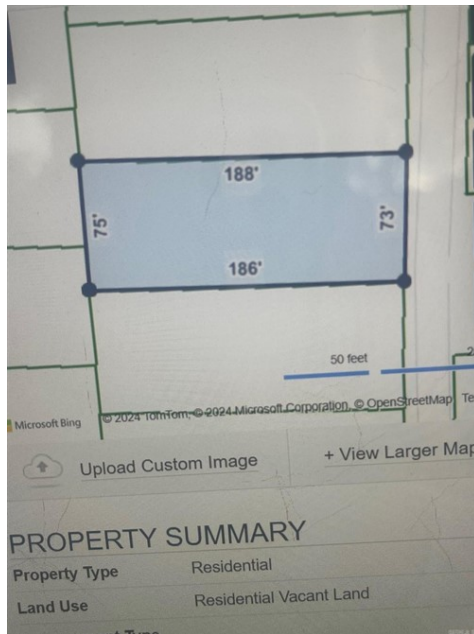 188'
75'
73'
186'
50 feet
Microsoft Bing
© 2024 TomTom, © 2024 Microsoft Corporation, © OpenStreetMap
Upload Custom Image
+ View Larger Map
PROPERTY SUMMARY
Property Type Residential
Land Use Residential Vacant Land